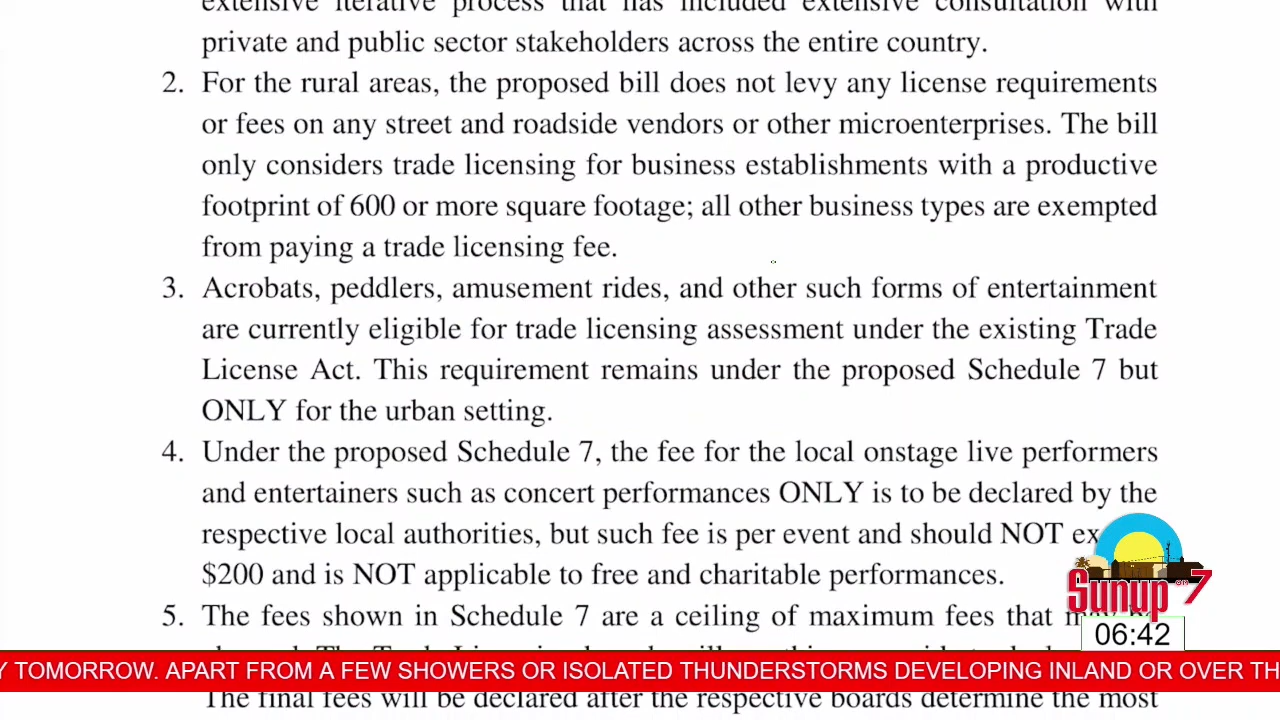 extensive iterative process that has included extensive consultation with
private and public sector stakeholders across the entire country.
2. For the rural areas, the proposed bill does not levy any license requirements
or fees on any street and roadside vendors or other microenterprises. The bill
only considers trade licensing for business establishments with a productive
footprint of 600 or more square footage; all other business types are exempted
from paying a trade licensing fee.
3. Acrobats, peddlers, amusement rides, and other such forms of entertainment
are currently eligible for trade licensing assessment under the existing Trade
License Act. This requirement remains under the proposed Schedule 7 but
ONLY for the urban setting.
4. Under the proposed Schedule 7, the fee for the local onstage live performers
and entertainers such as concert performances ONLY is to be declared by the
respective local authorities, but such fee is per event and should NOT ex
$200 and is NOT applicable to free and charitable performances.
5. The fees shown in Schedule 7 are a ceiling of maximum fees that
Sunup ON 7
06:42
Y TOMORROW. APART FROM A FEW SHOWERS OR ISOLATED THUNDERSTORMS DEVELOPING INLAND OR OVER TH
The final fees will be declared after the respective boards determine the most